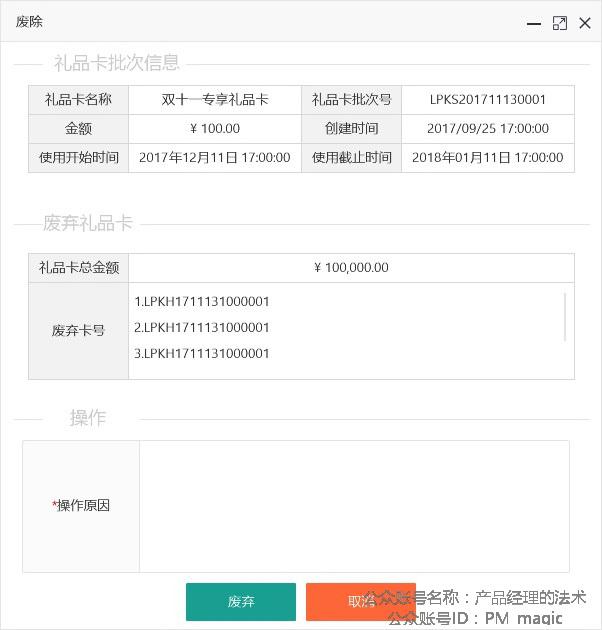 废除
礼品卡批次信息
礼品卡名称 双十一专享礼品卡 礼品卡批次号 LPKS201711130001
金额 ¥ 100.00 创建时间 2017/09/25 17:00:00
使用开始时间 2017年12月11日 17:00:00 使用截止时间 2018年01月11日 17:00:00
废弃礼品卡
礼品卡总金额 ¥ 100,000.00
废弃卡号
1.LPKH1711131000001
2.LPKH1711131000001
3.LPKH1711131000001
操作
*操作原因
废弃 取消
公众账号名称：产品经理的法术
公众账号ID：PM_magic